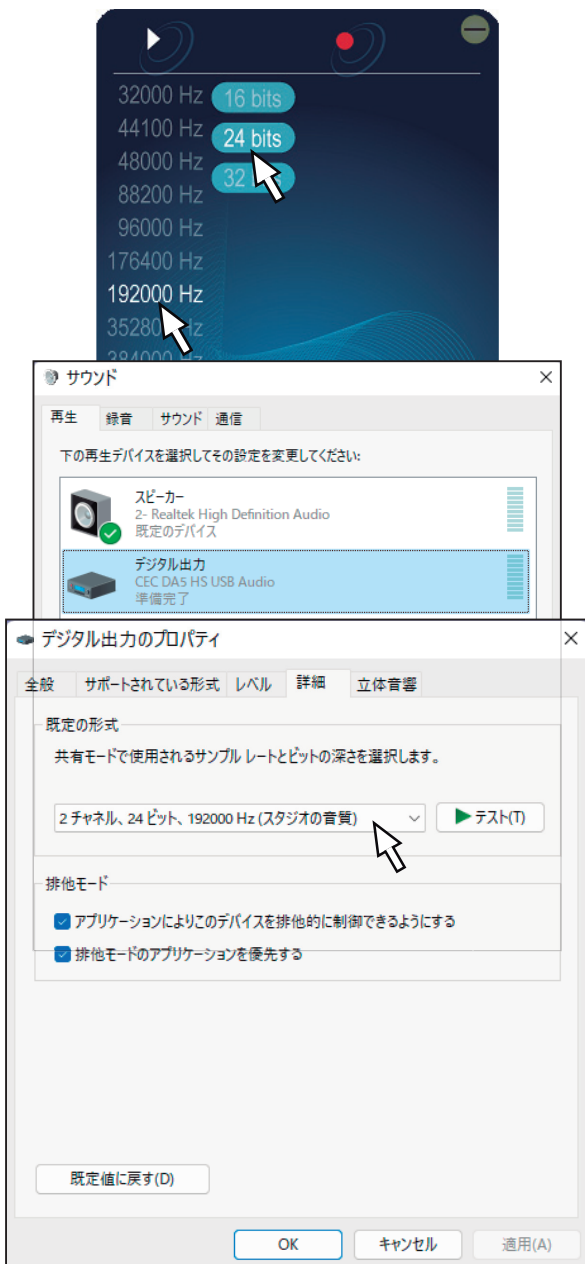 32000 Hz 16 bits
44100 Hz 24 bits
48000 Hz 32
88200 Hz
96000 Hz
176400 Hz
192000 Hz
35280 Hz
384000 Hz
サウンド
再生 録音 サウンド 通信
下の再生デバイスを選択してその設定を変更してください:
スピーカー
2- Realtek High Definition Audio
既定のデバイス
デジタル出力
CEC DA5 HS USB Audio
準備完了
デジタル出力のプロパティ
全般 サポートされている形式 レベル 詳細 立体音響
既定の形式
共有モードで使用されるサンプル レートとビットの深さを選択します。
2 チャネル、24 ビット、192000 Hz (スタジオの音質) テスト(T)
排他モード
アプリケーションによりこのデバイスを排他的に制御できるようにする
排他モードのアプリケーションを優先する
既定値に戻す(D)
OK キャンセル 適用(A)